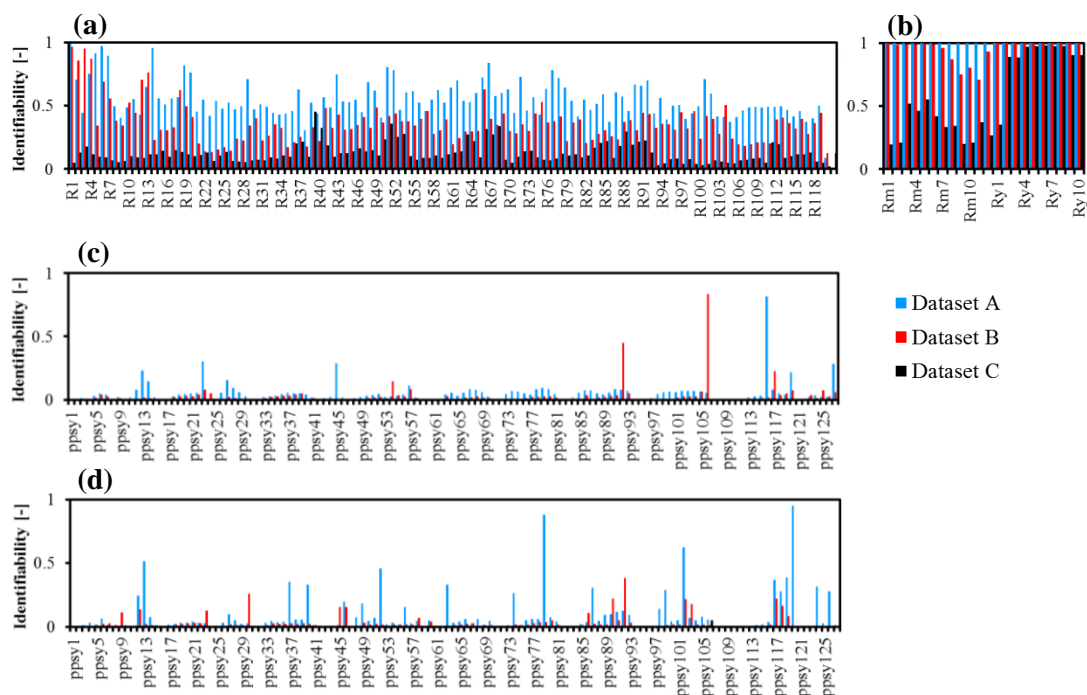 (a)
Identifiability [-]
1
0.5
0
R1 R4 R7 R10 R13 R16 R19 R22 R25 R28 R31 R34 R37 R40 R43 R46 R49 R52 R55 R58 R61 R64 R67 R70 R73 R76 R79 R82 R85 R88 R91 R94 R97 R100 R103 R106 R109 R112 R115 R118
(b)
1
0.5
0
Rm1 Rm4 Rm7 Rm10 Ry1 Ry4 Ry7 Ry10
(c)
Identifiability [-]
1
0.5
0
ppsy1 ppsy5 ppsy9 ppsy13 ppsy17 ppsy21 ppsy25 ppsy29 ppsy33 ppsy37 ppsy41 ppsy45 ppsy49 ppsy53 ppsy57 ppsy61 ppsy65 ppsy69 ppsy73 ppsy77 ppsy81 ppsy85 ppsy89 ppsy93 ppsy97 ppsy101 ppsy105 ppsy109 ppsy113 ppsy117 ppsy121 ppsy125
Dataset A
Dataset B
Dataset C
(d)
Identifiability [-]
1
0.5
0
ppsy1 ppsy5 ppsy9 ppsy13 ppsy17 ppsy21 ppsy25 ppsy29 ppsy33 ppsy37 ppsy41 ppsy45 ppsy49 ppsy53 ppsy57 ppsy61 ppsy65 ppsy69 ppsy73 ppsy77 ppsy81 ppsy85 ppsy89 ppsy93 ppsy97 ppsy101 ppsy105 ppsy109 ppsy113 ppsy117 ppsy121 ppsy125